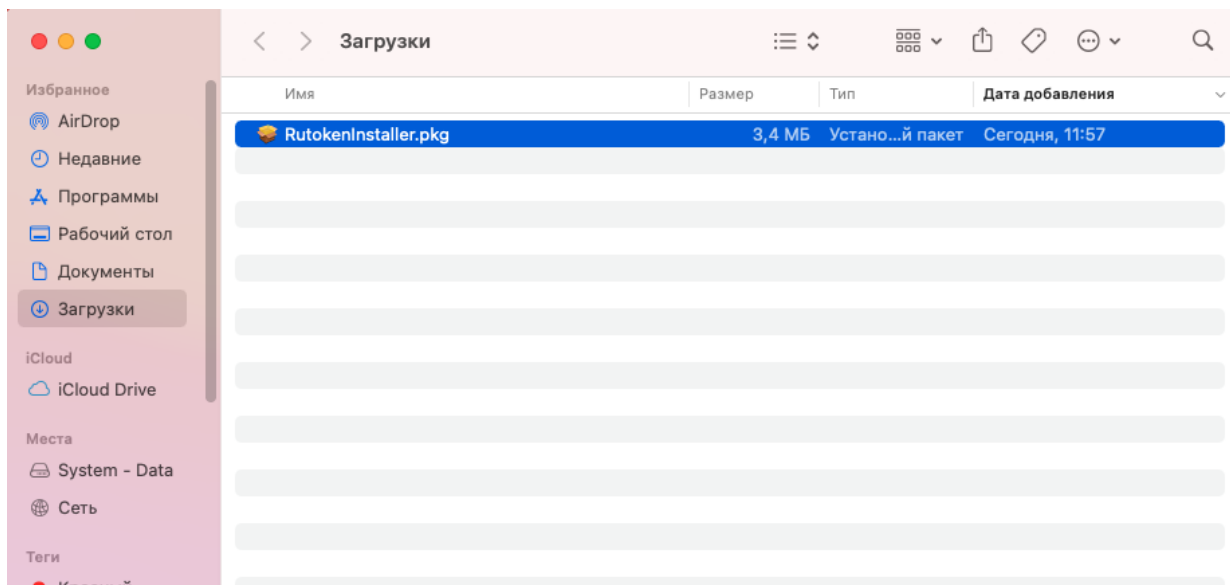 Загрузки
Избранное
AirDrop
Недавние
Программы
Рабочий стол
Документы
Загрузки
iCloud
iCloud Drive
Места
System - Data
Сеть
Теги
Имя Размер Тип Дата добавления
RutokenInstaller.pkg 3,4 МБ Устано...й пакет Сегодня, 11:57